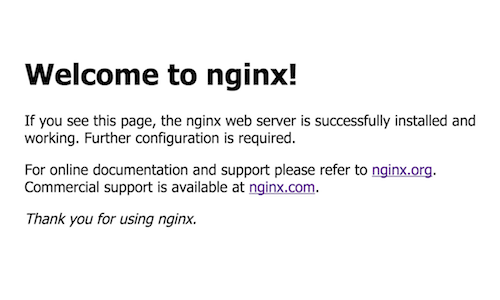 Welcome to nginx!
If you see this page, the nginx web server is successfully installed and
working. Further configuration is required.
For online documentation and support please refer to nginx.org.
Commercial support is available at nginx.com.
Thank you for using nginx.